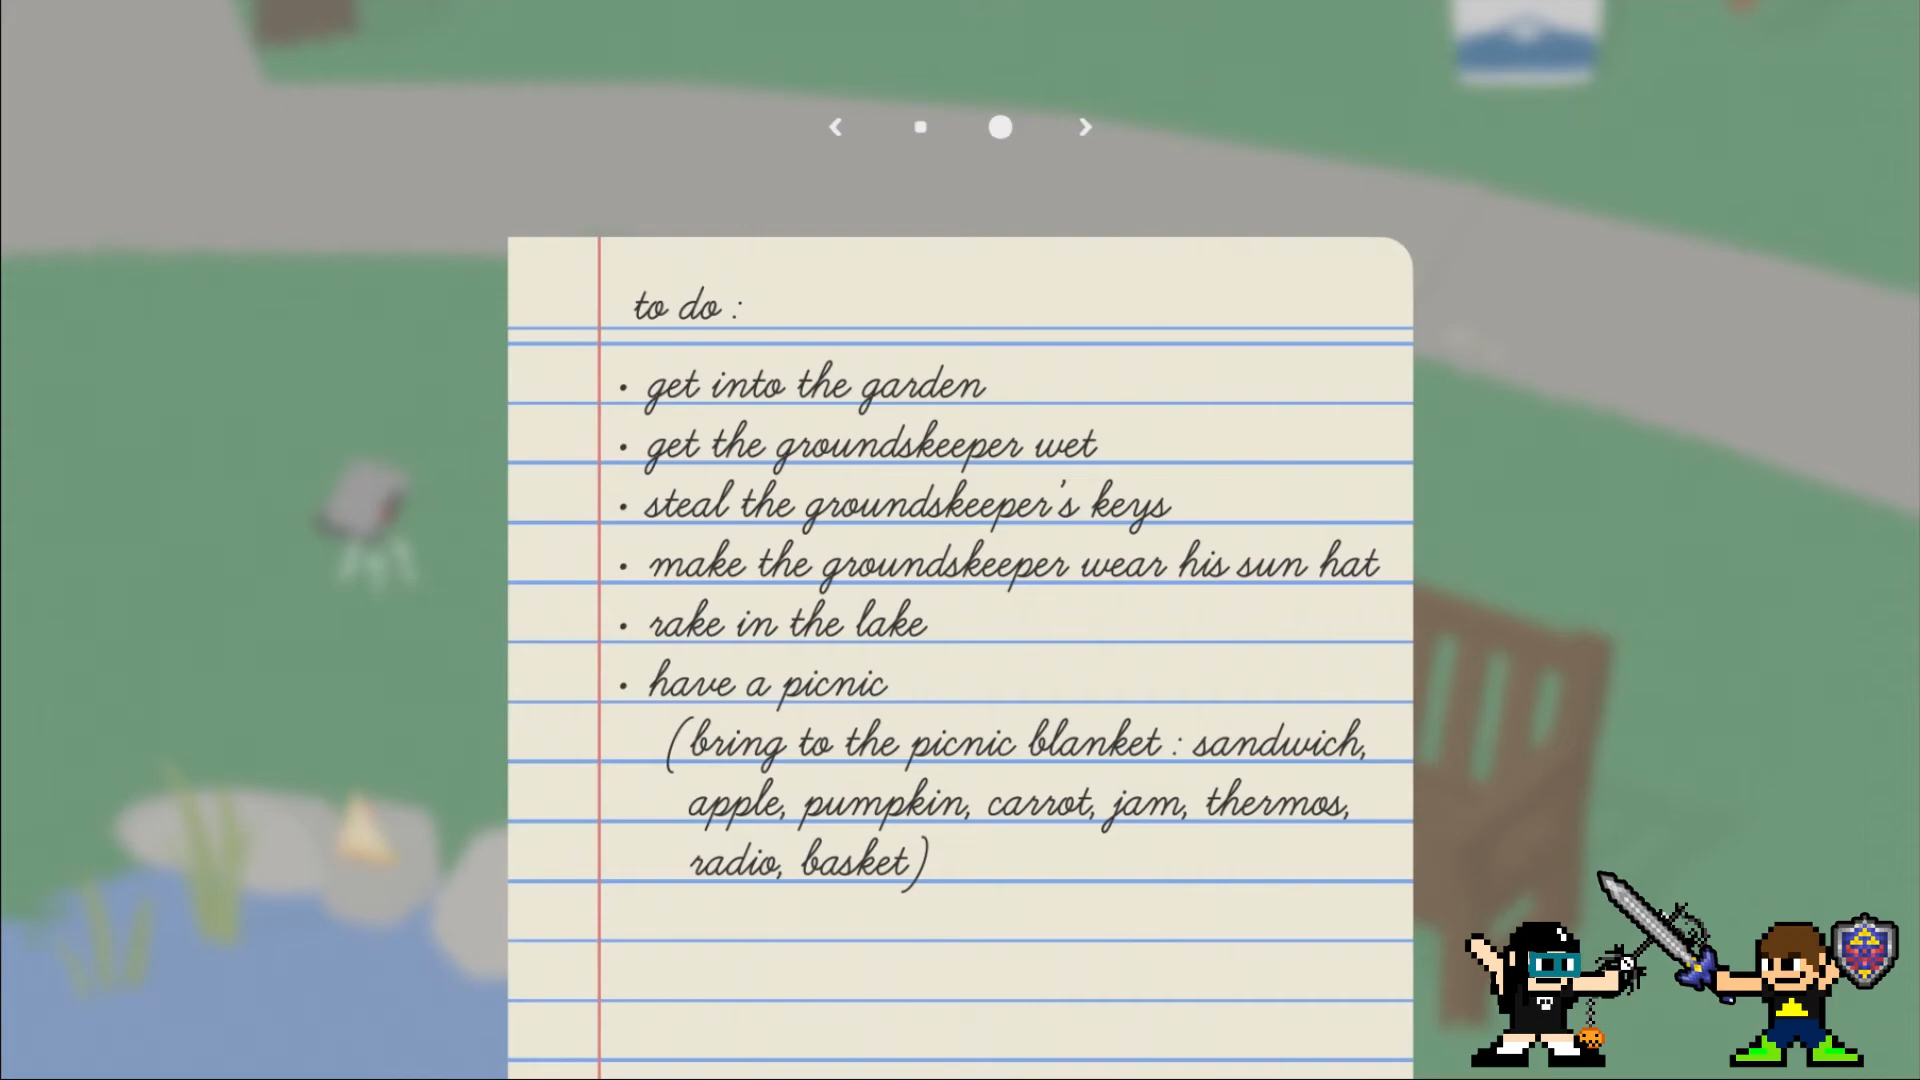 to do :
• get into the garden
• get the groundskeeper wet
• steal the groundskeeper's keys
• make the groundskeeper wear his sun hat
• rake in the lake
• have a picnic
(bring to the picnic blanket : sandwich,
apple, pumpkin, carrot, jam, thermos,
radio, basket)